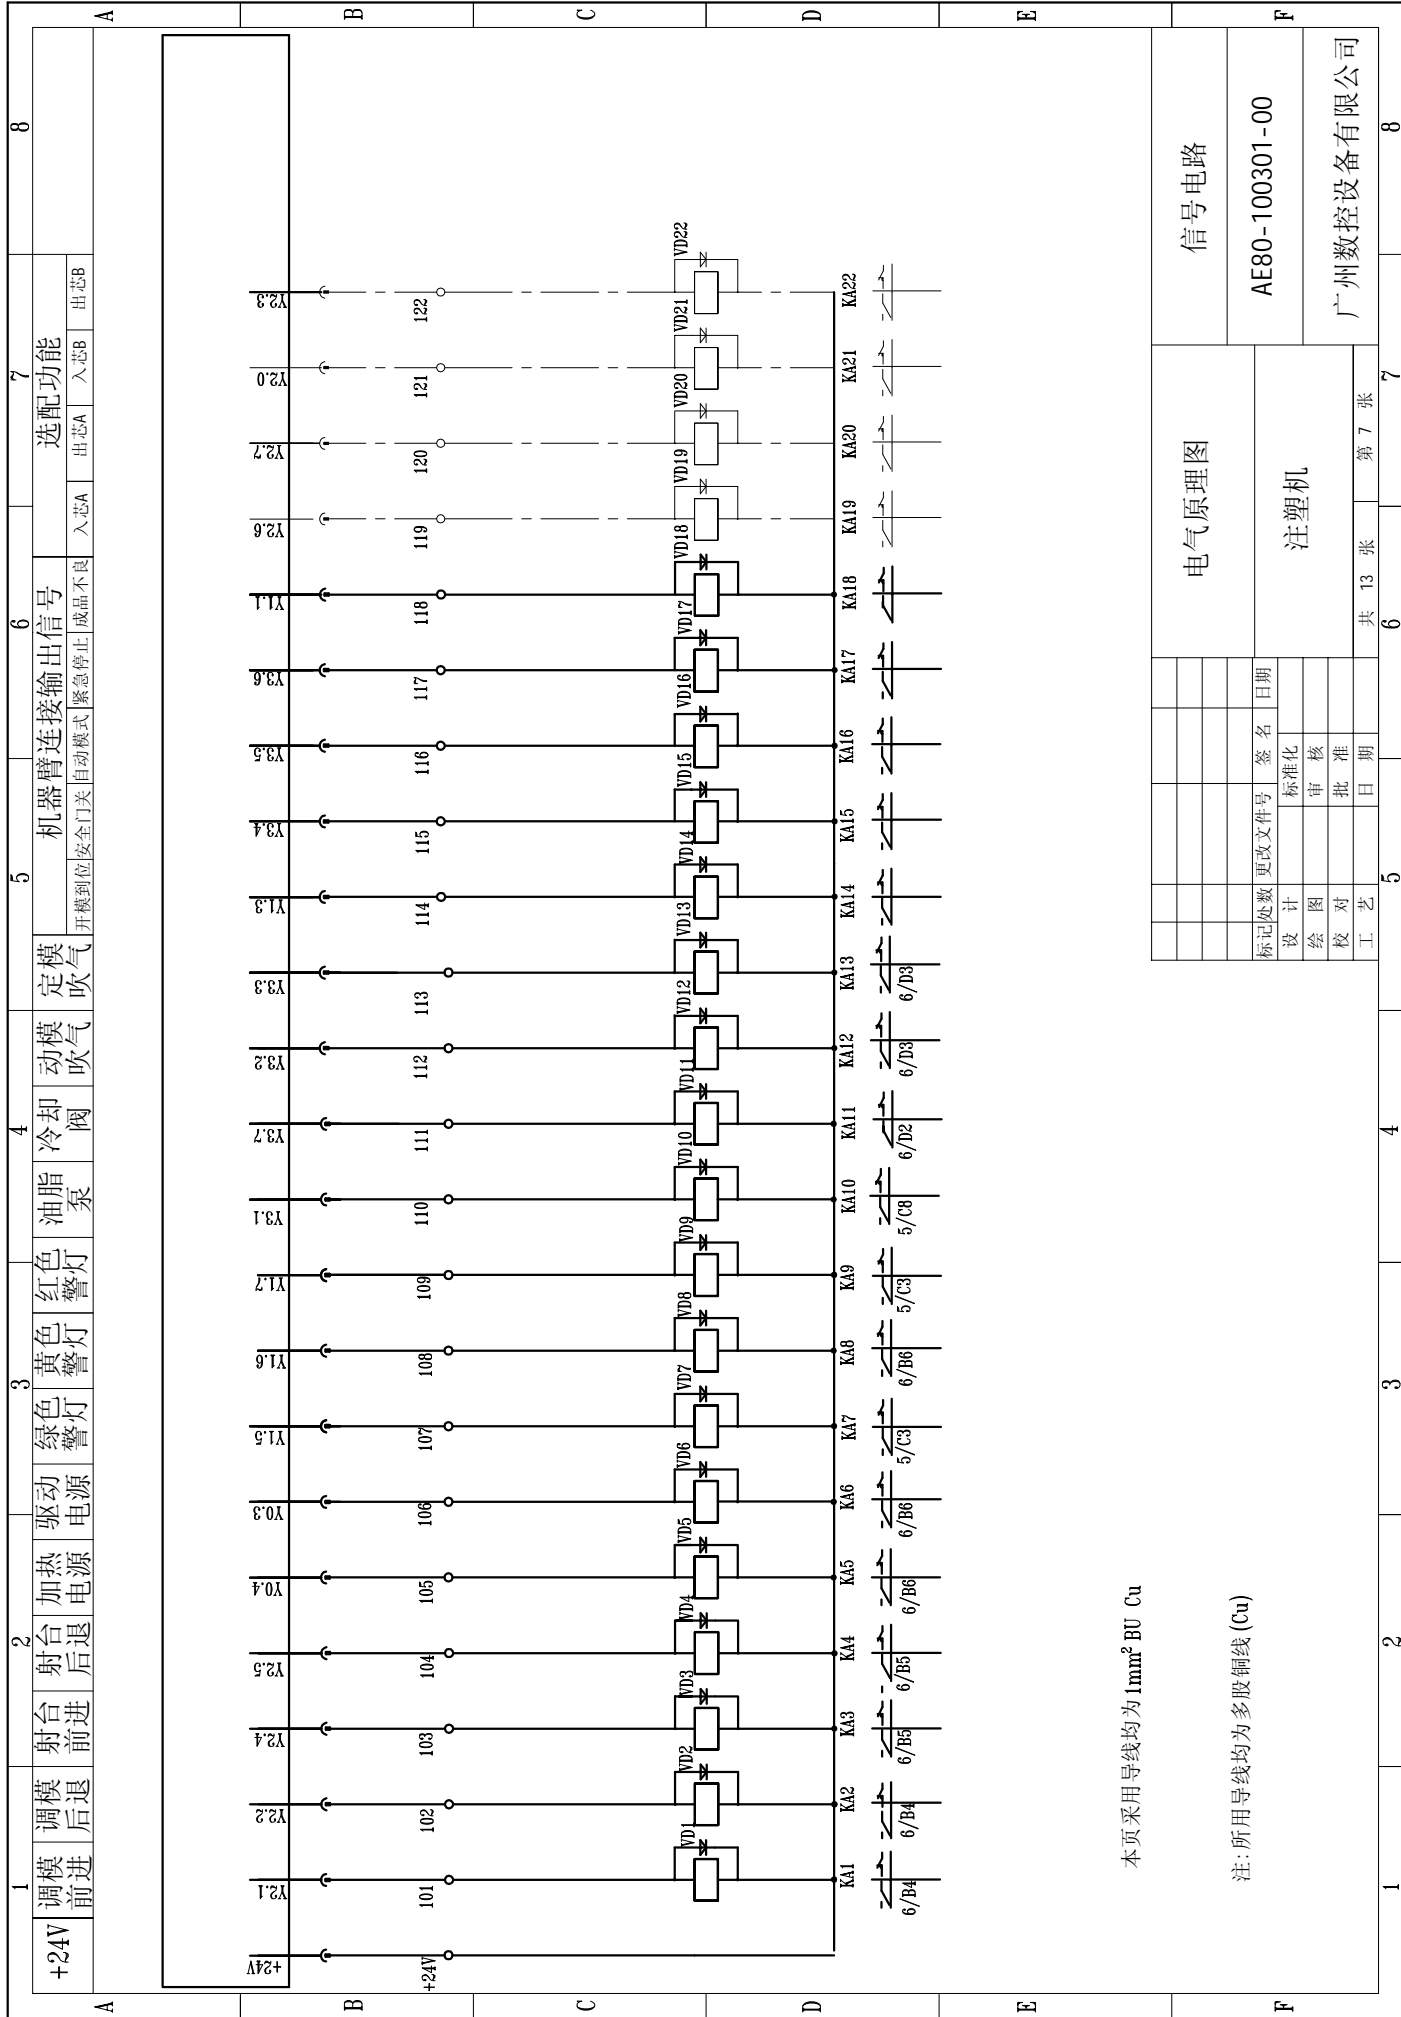 1 2 3 4 5 6 7 8
+24V
调模前进
调模后退
射台前进
射台后退
加热电源
驱动电源
绿色警灯
黄色警灯
红色警灯
油脂泵
冷却阀
动模吹气
定模吹气
机器臂连接输出信号
开模到位 安全门关 自动模式 紧急停止 成品不良
选配功能
入芯A 出芯A 入芯B 出芯B
A
A
+24V Y2.1 Y2.2 Y2.4 Y2.5 Y0.4 Y0.3 Y1.5 Y1.6 Y1.7 Y3.1 Y3.7 Y3.2 Y3.3 Y1.3 Y3.4 Y3.5 Y3.6 Y1.1 Y2.6 Y2.7 Y2.0 Y2.3
B
B
+24V 101 102 103 104 105 106 107 108 109 110 111 112 113 114 115 116 117 118 119 120 121 122
C
C
VD1 VD2 VD3 VD4 VD5 VD6 VD7 VD8 VD9 VD10 VD11 VD12 VD13 VD14 VD15 VD16 VD17 VD18 VD19 VD20 VD21 VD22
D
D
KA1 KA2 KA3 KA4 KA5 KA6 KA7 KA8 KA9 KA10 KA11 KA12 KA13 KA14 KA15 KA16 KA17 KA18 KA19 KA20 KA21 KA22
6/B4 6/B4 6/B5 6/B5 6/B6 6/B6 5/C3 6/B6 5/C3 5/C8 6/D2 6/D3 6/D3
E
E
本页采用导线均为1mm² BU Cu
注:所用导线均为多股铜线(Cu)
F
F
标记 处数 更改文件号 签 名 日期
设 计 标准化
绘 图 审 核
校 对 批 准
工 艺 日 期
电气原理图
注塑机
共 13 张 第 7 张
信号电路
AE80-100301-00
广州数控设备有限公司
1 2 3 4 5 6 7 8